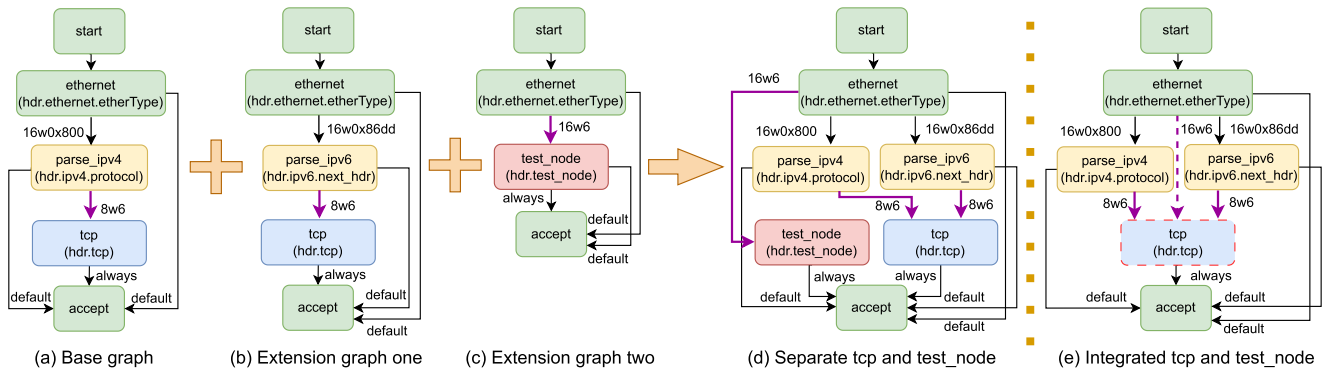 start
ethernet
(hdr.ethernet.etherType)
16w0x800
parse_ipv4
(hdr.ipv4.protocol)
8w6
tcp
(hdr.tcp)
always
default
accept
default
(a) Base graph
start
ethernet
(hdr.ethernet.etherType)
16w0x86dd
parse_ipv6
(hdr.ipv6.next_hdr)
8w6
tcp
(hdr.tcp)
always
accept
default
default
(b) Extension graph one
start
ethernet
(hdr.ethernet.etherType)
16w6
test_node
(hdr.test_node)
always
default
accept
default
(c) Extension graph two
start
16w6
ethernet
(hdr.ethernet.etherType)
16w0x800
16w0x86dd
parse_ipv4
(hdr.ipv4.protocol)
parse_ipv6
(hdr.ipv6.next_hdr)
8w6
8w6
test_node
(hdr.test_node)
tcp
(hdr.tcp)
always
always
default
accept
default
default
(d) Separate tcp and test_node
start
ethernet
(hdr.ethernet.etherType)
16w0x800
16w6
16w0x86dd
parse_ipv4
(hdr.ipv4.protocol)
parse_ipv6
(hdr.ipv6.next_hdr)
8w6
8w6
tcp
(hdr.tcp)
always
default
accept
default
default
(e) Integrated tcp and test_node